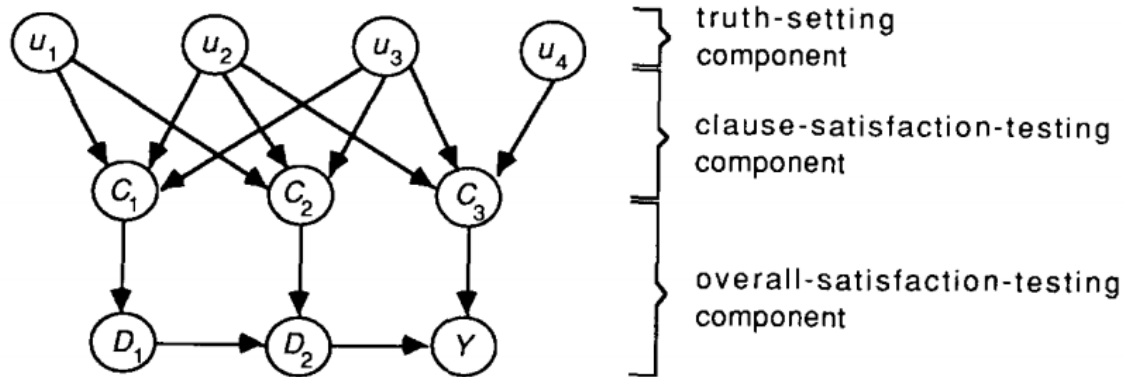 u1 u2 u3 u4
truth-setting
component
clause-satisfaction-testing
component
C1 C2 C3
overall-satisfaction-testing
component
D1 D2 Y